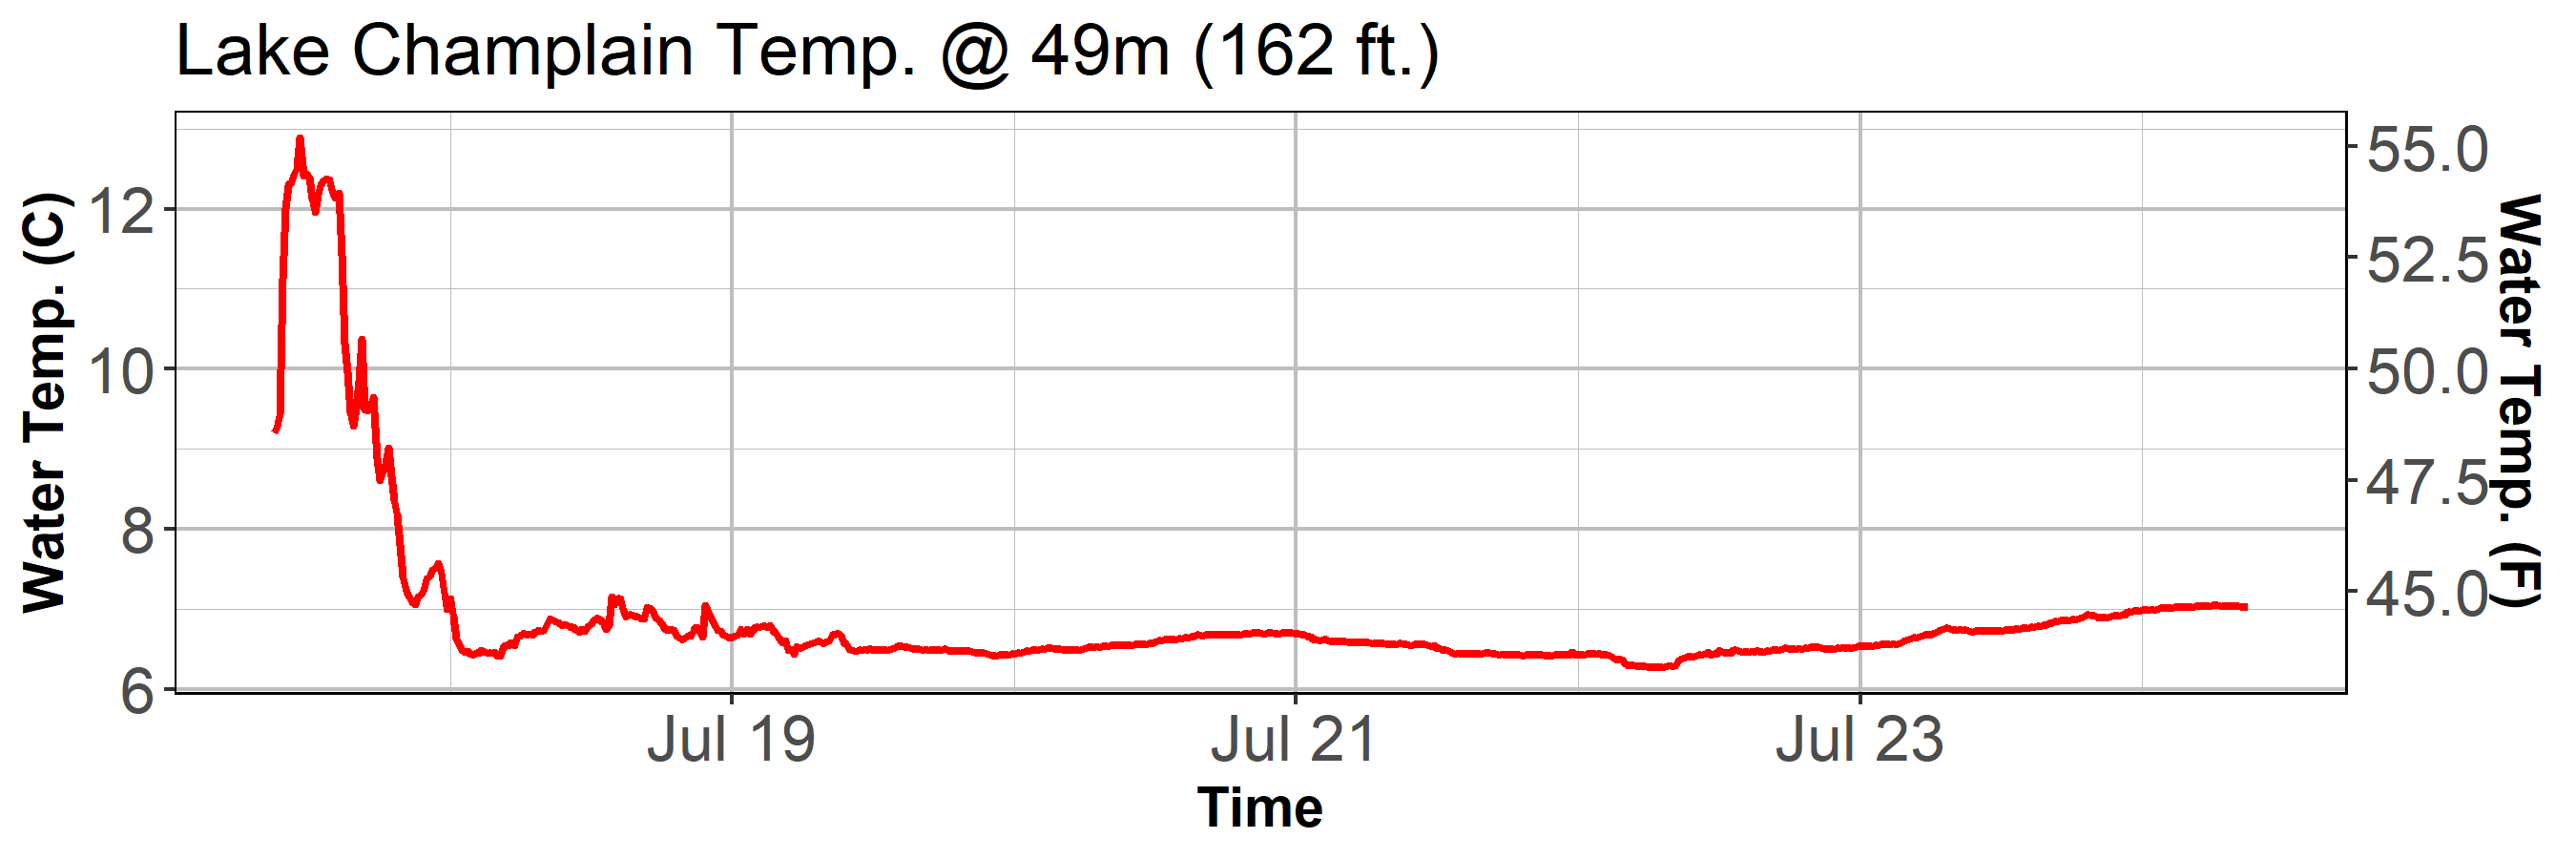 Lake Champlain Temp. @ 49m (162 ft.)
Water Temp. (C)
12
10
8
6
55.0
52.5
50.0
47.5
45.0
Water Temp. (F)
Jul 19
Jul 21
Jul 23
Time